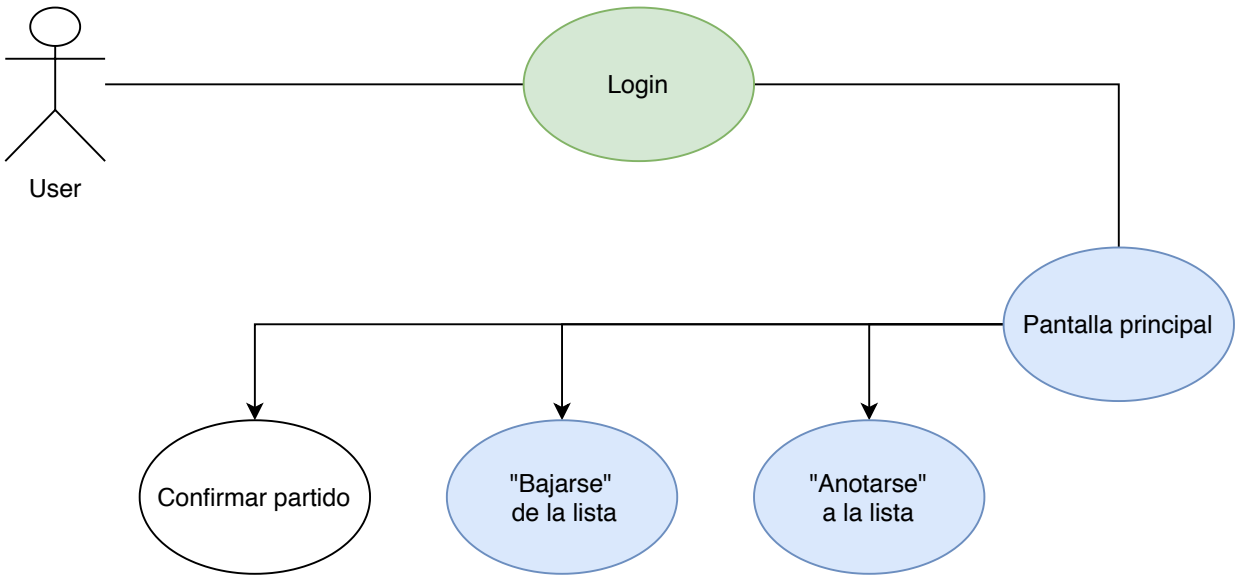 Login
User
Pantalla principal
Confirmar partido
"Bajarse"
de la lista
"Anotarse"
a la lista